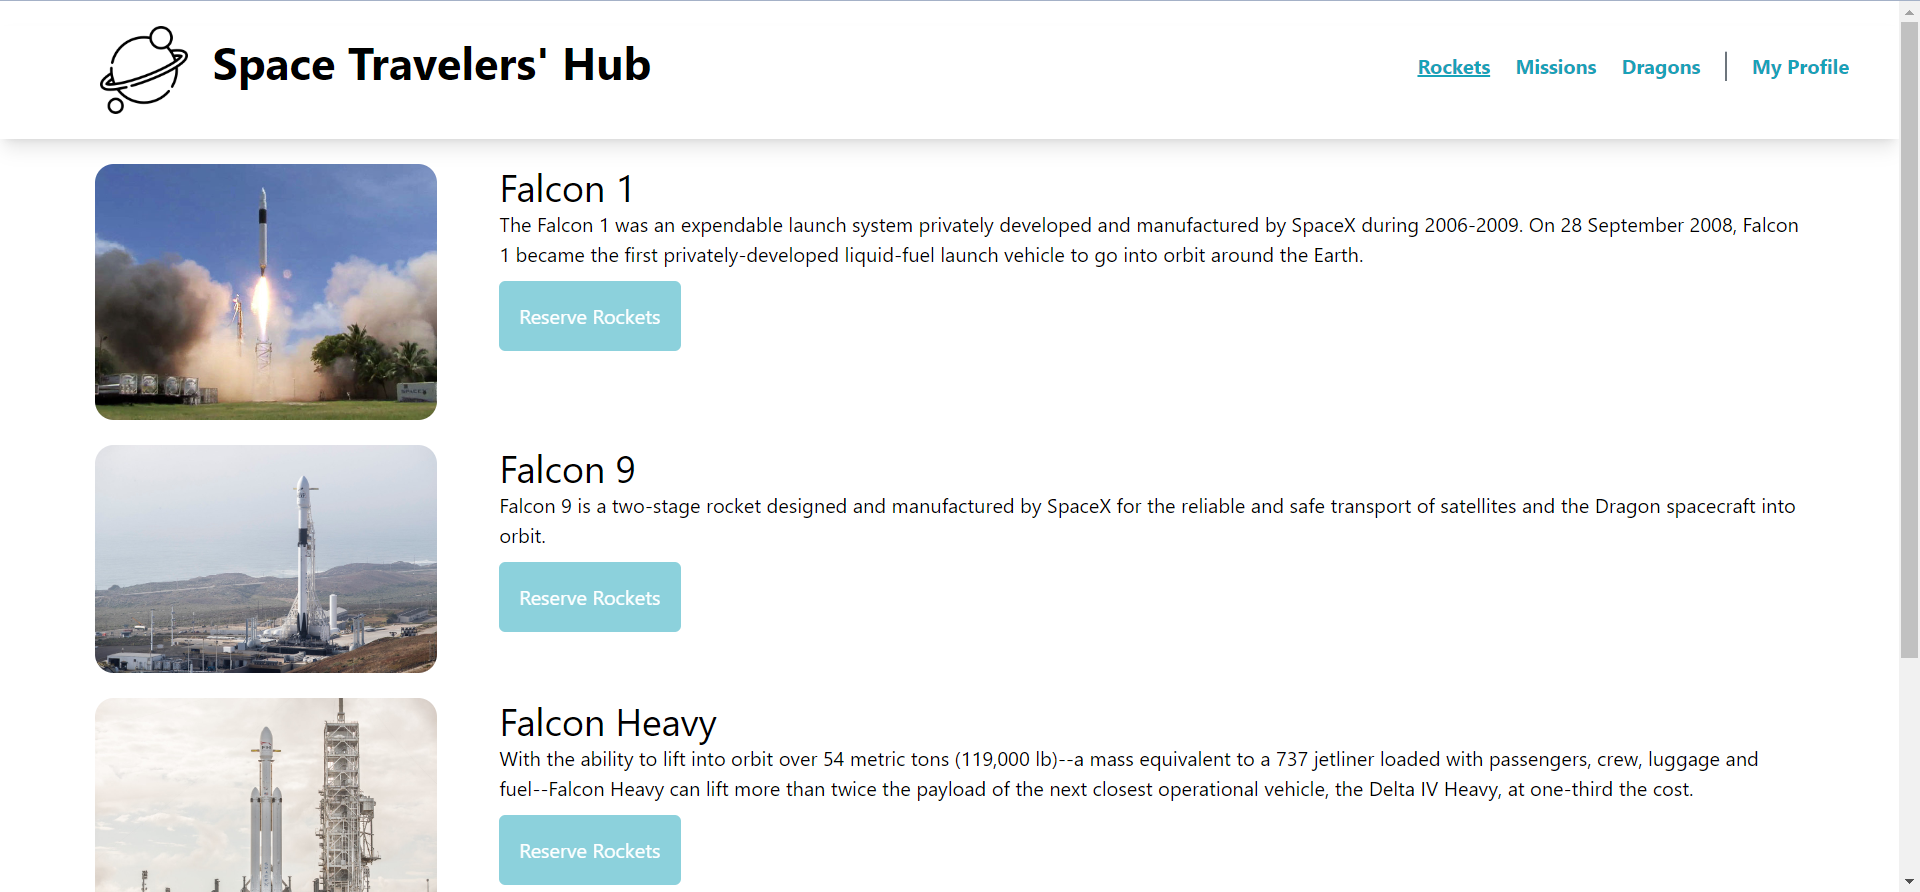 Space Travelers' Hub
Rockets Missions Dragons | My Profile
Falcon 1
The Falcon 1 was an expendable launch system privately developed and manufactured by SpaceX during 2006-2009. On 28 September 2008, Falcon
1 became the first privately-developed liquid-fuel launch vehicle to go into orbit around the Earth.
Reserve Rockets
Falcon 9
Falcon 9 is a two-stage rocket designed and manufactured by SpaceX for the reliable and safe transport of satellites and the Dragon spacecraft into
orbit.
Reserve Rockets
Falcon Heavy
With the ability to lift into orbit over 54 metric tons (119,000 lb)--a mass equivalent to a 737 jetliner loaded with passengers, crew, luggage and
fuel--Falcon Heavy can lift more than twice the payload of the next closest operational vehicle, the Delta IV Heavy, at one-third the cost.
Reserve Rockets